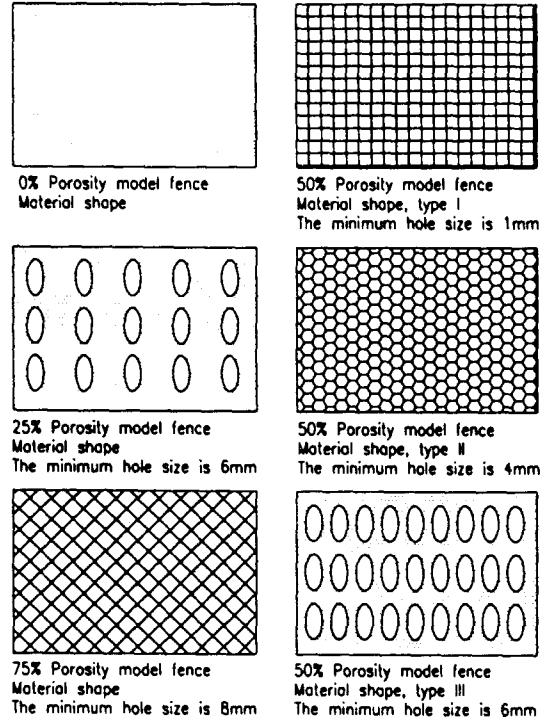 0% Porosity model fence
Material shape
50% Porosity model fence
Material shape, type I
The minimum hole size is 1mm
25% Porosity model fence
Material shape
The minimum hole size is 6mm
50% Porosity model fence
Material shape, type II
The minimum hole size is 4mm
75% Porosity model fence
Material shape
The minimum hole size is 8mm
50% Porosity model fence
Material shape, type III
The minimum hole size is 6mm